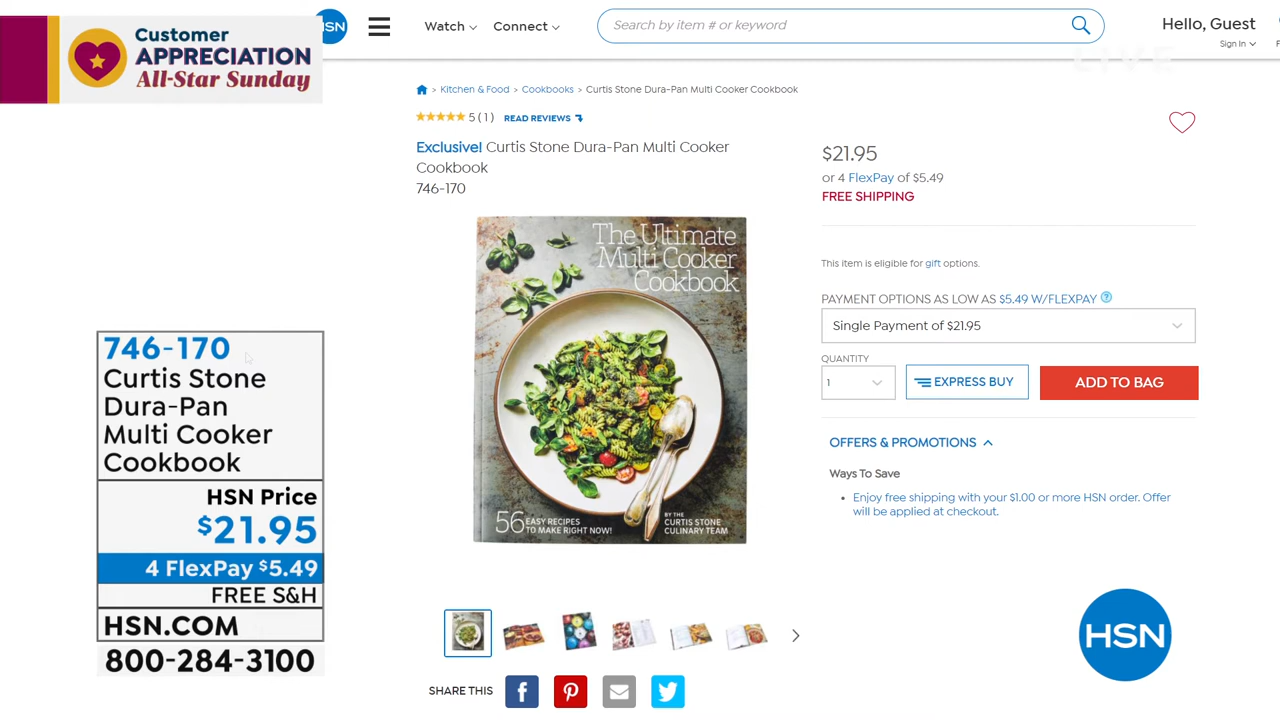 Customer
APPRECIATION
All-Star Sunday
HSN
Watch
Connect
Search by item # or keyword
Hello, Guest
Sign In
LIVE
> Kitchen & Food > Cookbooks > Curtis Stone Dura-Pan Multi Cooker Cookbook
5 ( 1 ) READ REVIEWS
Exclusive! Curtis Stone Dura-Pan Multi Cooker
Cookbook
746-170
The Ultimate
Multi Cooker
Cookbook
56 EASY RECIPES
TO MAKE RIGHT NOW!
BY THE
CURTIS STONE
CULINARY TEAM
SHARE THIS
$21.95
or 4 FlexPay of $5.49
FREE SHIPPING
This item is eligible for gift options.
PAYMENT OPTIONS AS LOW AS $5.49 W/FLEXPAY ?
Single Payment of $21.95
QUANTITY
1
EXPRESS BUY
ADD TO BAG
OFFERS & PROMOTIONS
Ways To Save
• Enjoy free shipping with your $1.00 or more HSN order. Offer
will be applied at checkout.
746-170
Curtis Stone
Dura-Pan
Multi Cooker
Cookbook
HSN Price
$21.95
4 FlexPay $5.49
FREE S&H
HSN.COM
800-284-3100
HSN